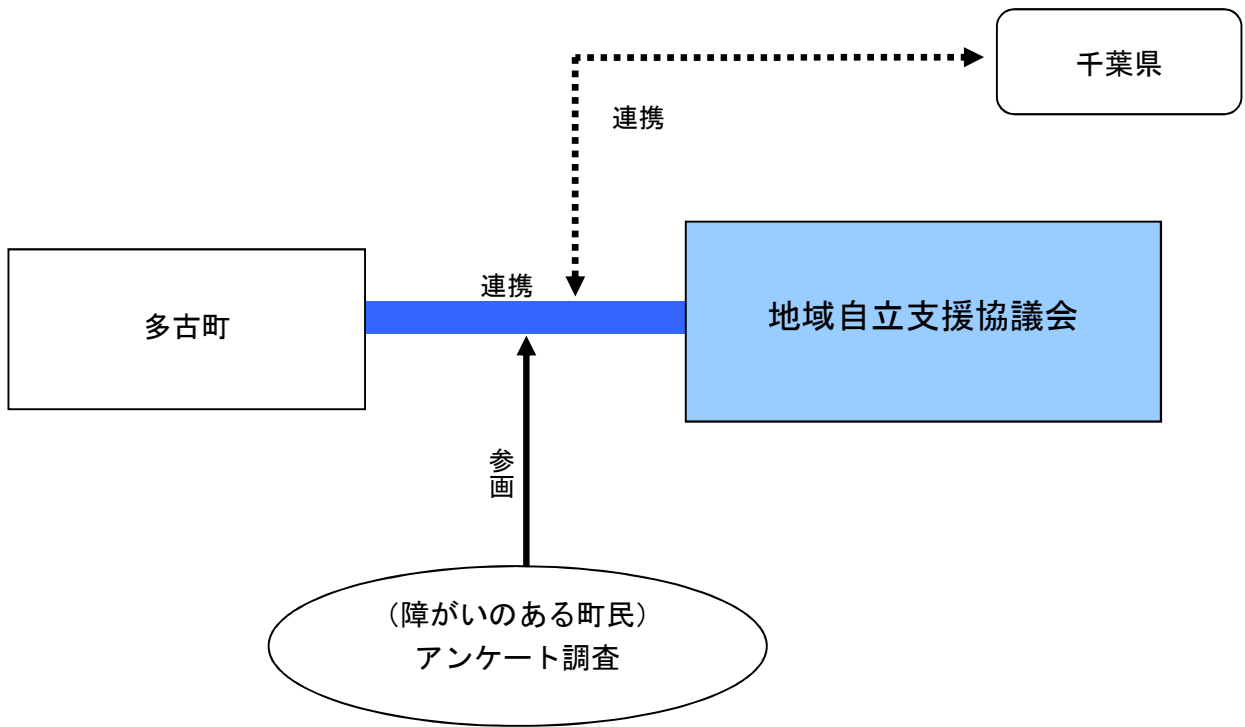 千葉県
連携
連携
多古町
地域自立支援協議会
参画
(障がいのある町民)
アンケート調査